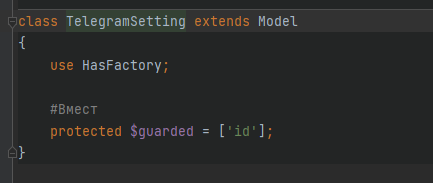 class TelegramSetting extends Model
{
use HasFactory;
#Вмест
protected $guarded = ['id'];
}